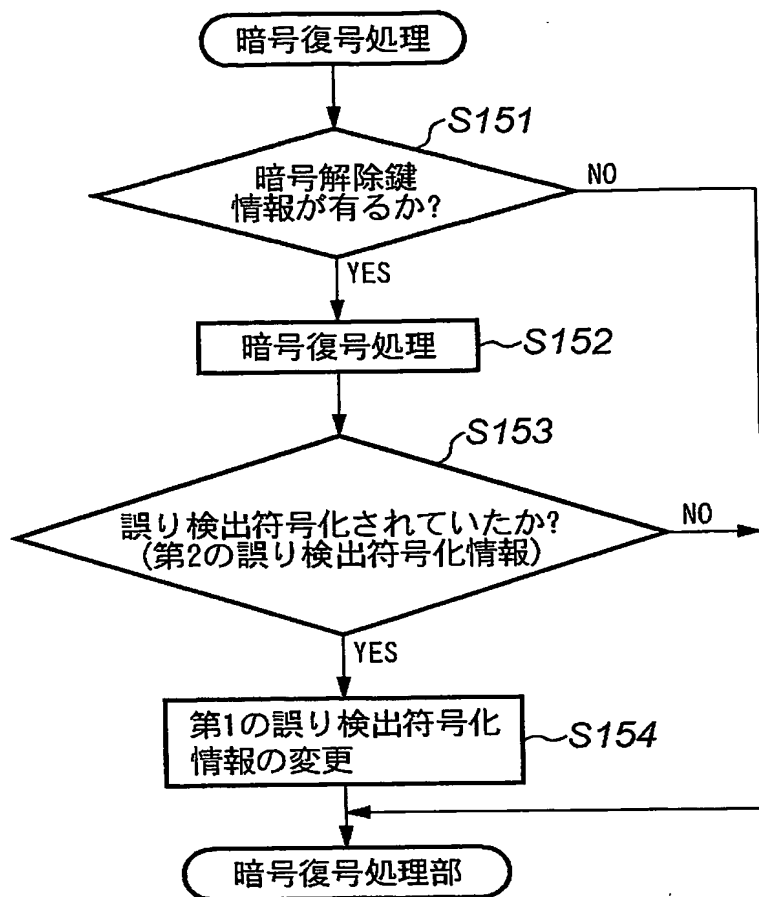 暗号復号処理
S151
暗号解除鍵
情報が有るか?
NO
YES
暗号復号処理
S152
S153
誤り検出符号化されていたか?
(第2の誤り検出符号化情報)
NO
YES
第1の誤り検出符号化
情報の変更
S154
暗号復号処理部